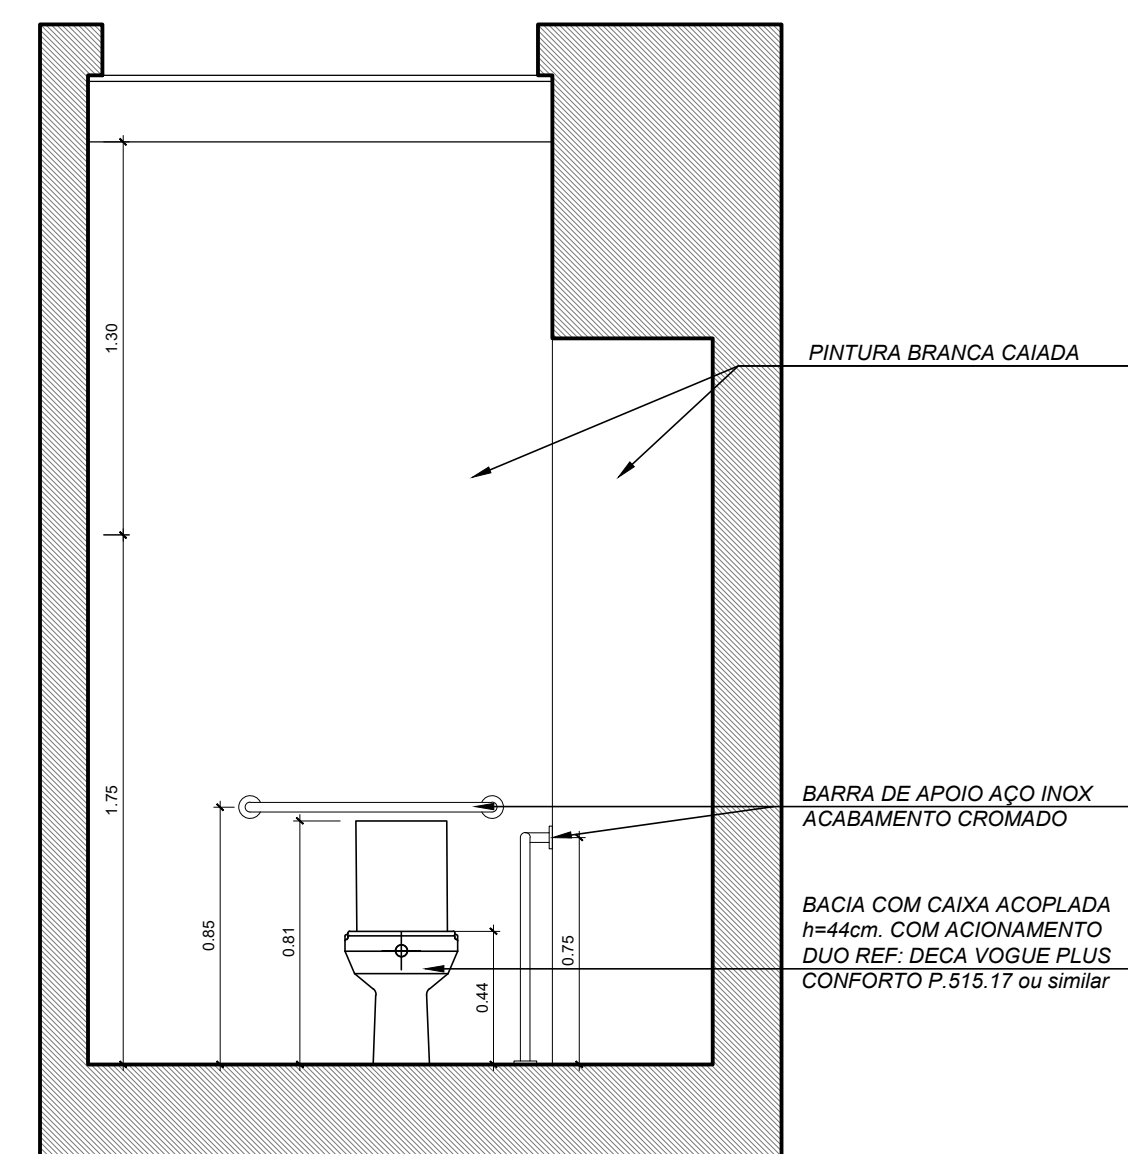 1.30
PINTURA BRANCA CAIADA
1.75
BARRA DE APOIO AÇO INOX
ACABAMENTO CROMADO
0.85
0.81
0.44
0.75
BACIA COM CAIXA ACOPLADA
h=44cm. COM ACIONAMENTO
DUO REF: DECA VOGUE PLUS
CONFORTO P.515.17 ou similar